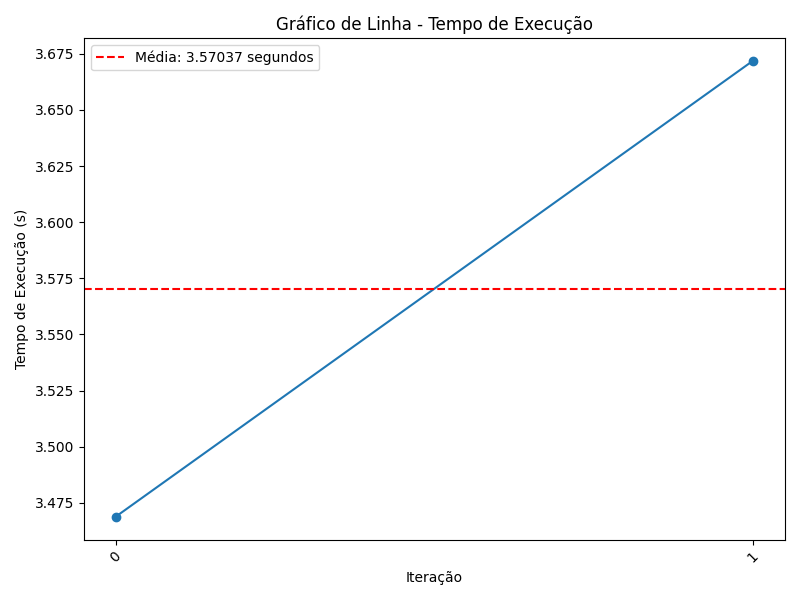 Gráfico de Linha - Tempo de Execução
Média: 3.57037 segundos
Tempo de Execução (s)
3.675
3.650
3.625
3.600
3.575
3.550
3.525
3.500
3.475
0
1
Iteração